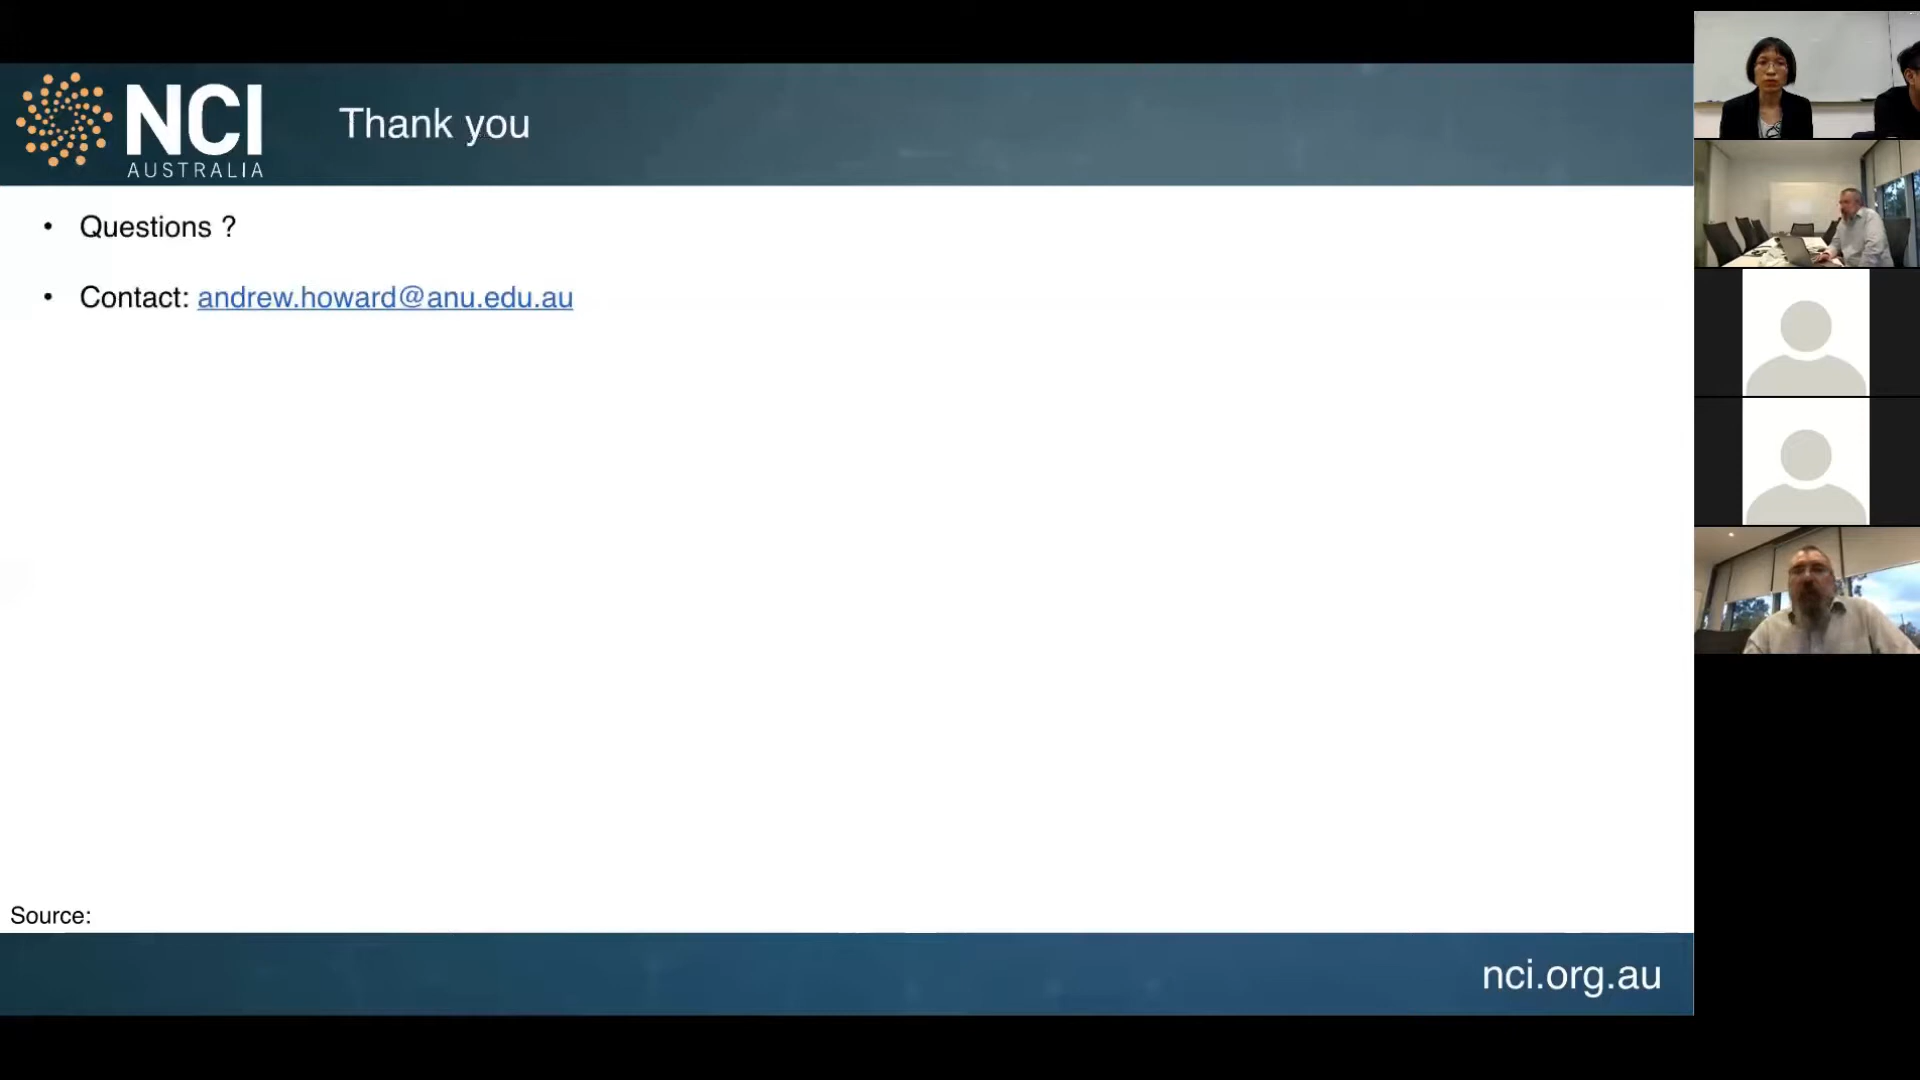 NCI
AUSTRALIA
Thank you
• Questions ?
• Contact: andrew.howard@anu.edu.au
Source:
nci.org.au